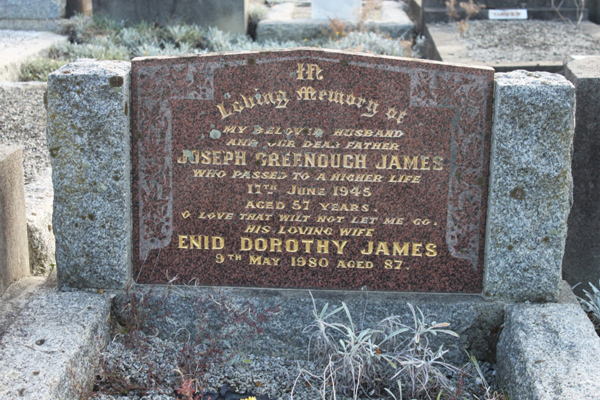 In
Loving Memory of
MY BELOVED HUSBAND
AND OUR DEAR FATHER
JOSEPH GREENOUGH JAMES
WHO PASSED TO A HIGHER LIFE
17TH JUNE 1945
AGED 57 YEARS.
O LOVE THAT WILT NOT LET ME GO.
HIS LOVING WIFE
ENID DOROTHY JAMES
9TH MAY 1980 AGED 87.